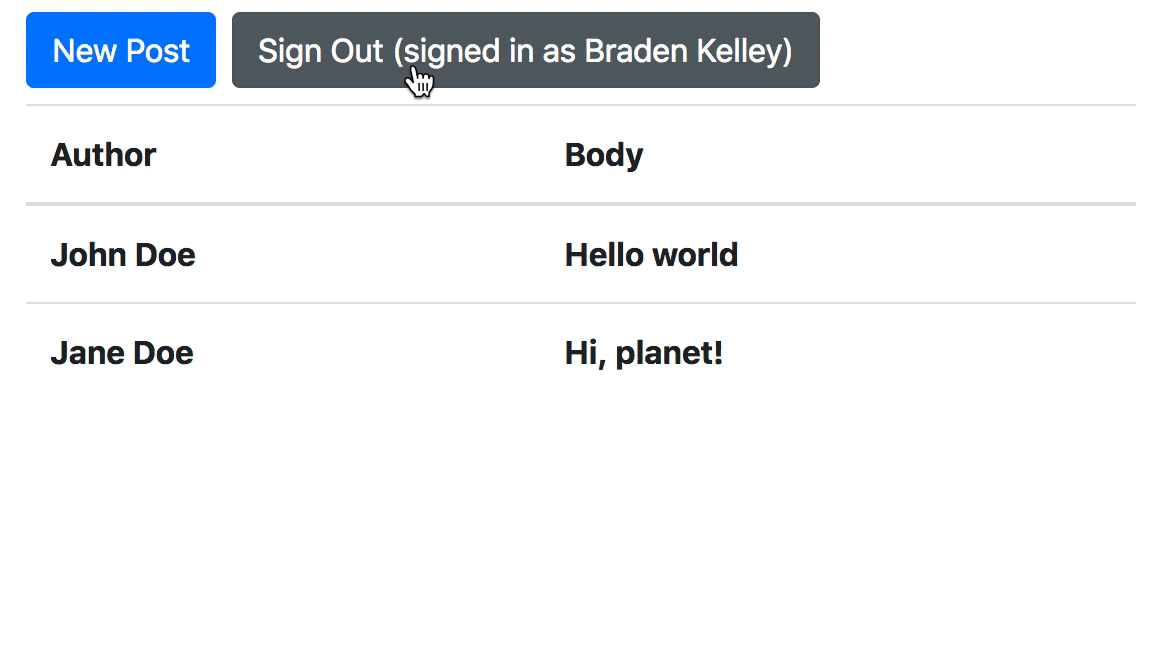 New Post Sign Out (signed in as Braden Kelley)
Author Body
John Doe Hello world
Jane Doe Hi, planet!